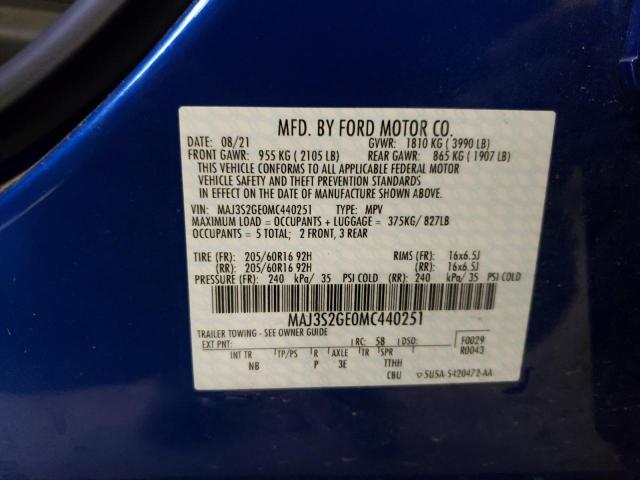 MFD. BY FORD MOTOR CO.
DATE: 08/21 GVWR: 1810 KG ( 3990 LB)
FRONT GAWR: 955 KG ( 2105 LB) REAR GAWR: 865 KG ( 1907 LB)
THIS VEHICLE CONFORMS TO ALL APPLICABLE FEDERAL MOTOR
VEHICLE SAFETY AND THEFT PREVENTION STANDARDS
IN EFFECT ON THE DATE OF MANUFACTURE SHOWN ABOVE.
VIN: MAJ3S2GE0MC440251 TYPE: MPV
MAXIMUM LOAD = OCCUPANTS + LUGGAGE = 375KG/ 827LB
OCCUPANTS = 5 TOTAL; 2 FRONT, 3 REAR
TIRE (FR): 205/60R16 92H RIMS (FR): 16x6.5J
(RR): 205/60R16 92H (RR): 16x6.5J
PRESSURE (FR): 240 kPa/ 35 PSI COLD (RR): 240 kPa/ 35 PSI COLD
MAJ3S2GE0MC440251
TRAILER TOWING - SEE OWNER GUIDE
EXT PNT: RC: 58 DSO: F0029
R0043
INT TR TP/PS R AXLE TR SPR
NB P 3E TTHH
CBU SU5A-5420472-AA